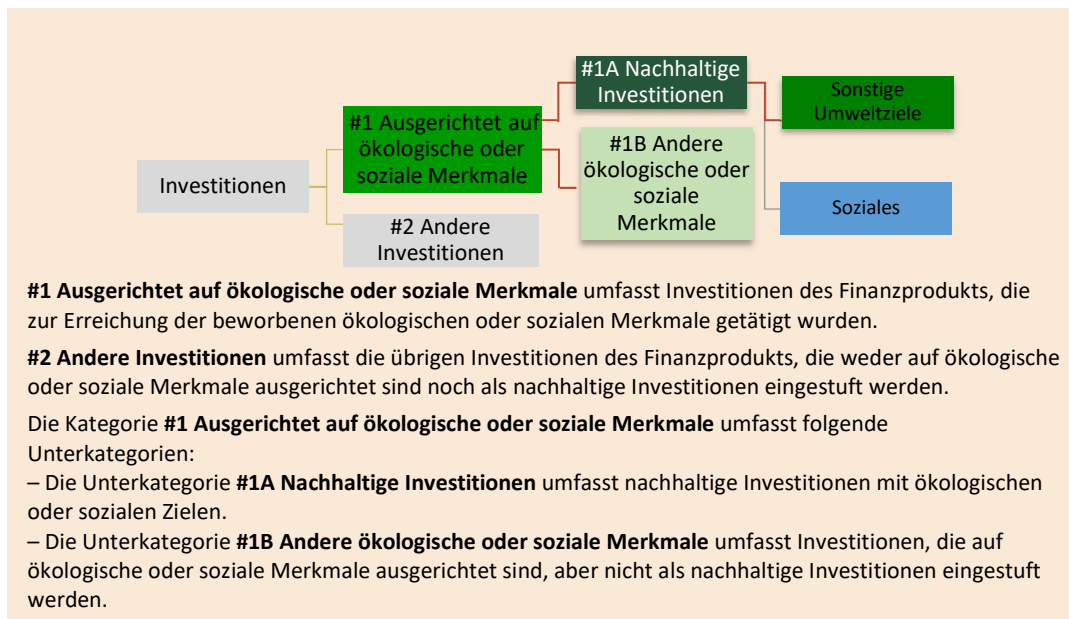 #1A Nachhaltige
Investitionen
Sonstige
Umweltziele
#1 Ausgerichtet auf
ökologische oder
soziale Merkmale
#1B Andere
ökologische oder
soziale
Merkmale
Investitionen
Soziales
#2 Andere
Investitionen
#1 Ausgerichtet auf ökologische oder soziale Merkmale umfasst Investitionen des Finanzprodukts, die
zur Erreichung der beworbenen ökologischen oder sozialen Merkmale getätigt wurden.
#2 Andere Investitionen umfasst die übrigen Investitionen des Finanzprodukts, die weder auf ökologische
oder soziale Merkmale ausgerichtet sind noch als nachhaltige Investitionen eingestuft werden.
Die Kategorie #1 Ausgerichtet auf ökologische oder soziale Merkmale umfasst folgende
Unterkategorien:
– Die Unterkategorie #1A Nachhaltige Investitionen umfasst nachhaltige Investitionen mit ökologischen
oder sozialen Zielen.
– Die Unterkategorie #1B Andere ökologische oder soziale Merkmale umfasst Investitionen, die auf
ökologische oder soziale Merkmale ausgerichtet sind, aber nicht als nachhaltige Investitionen eingestuft
werden.